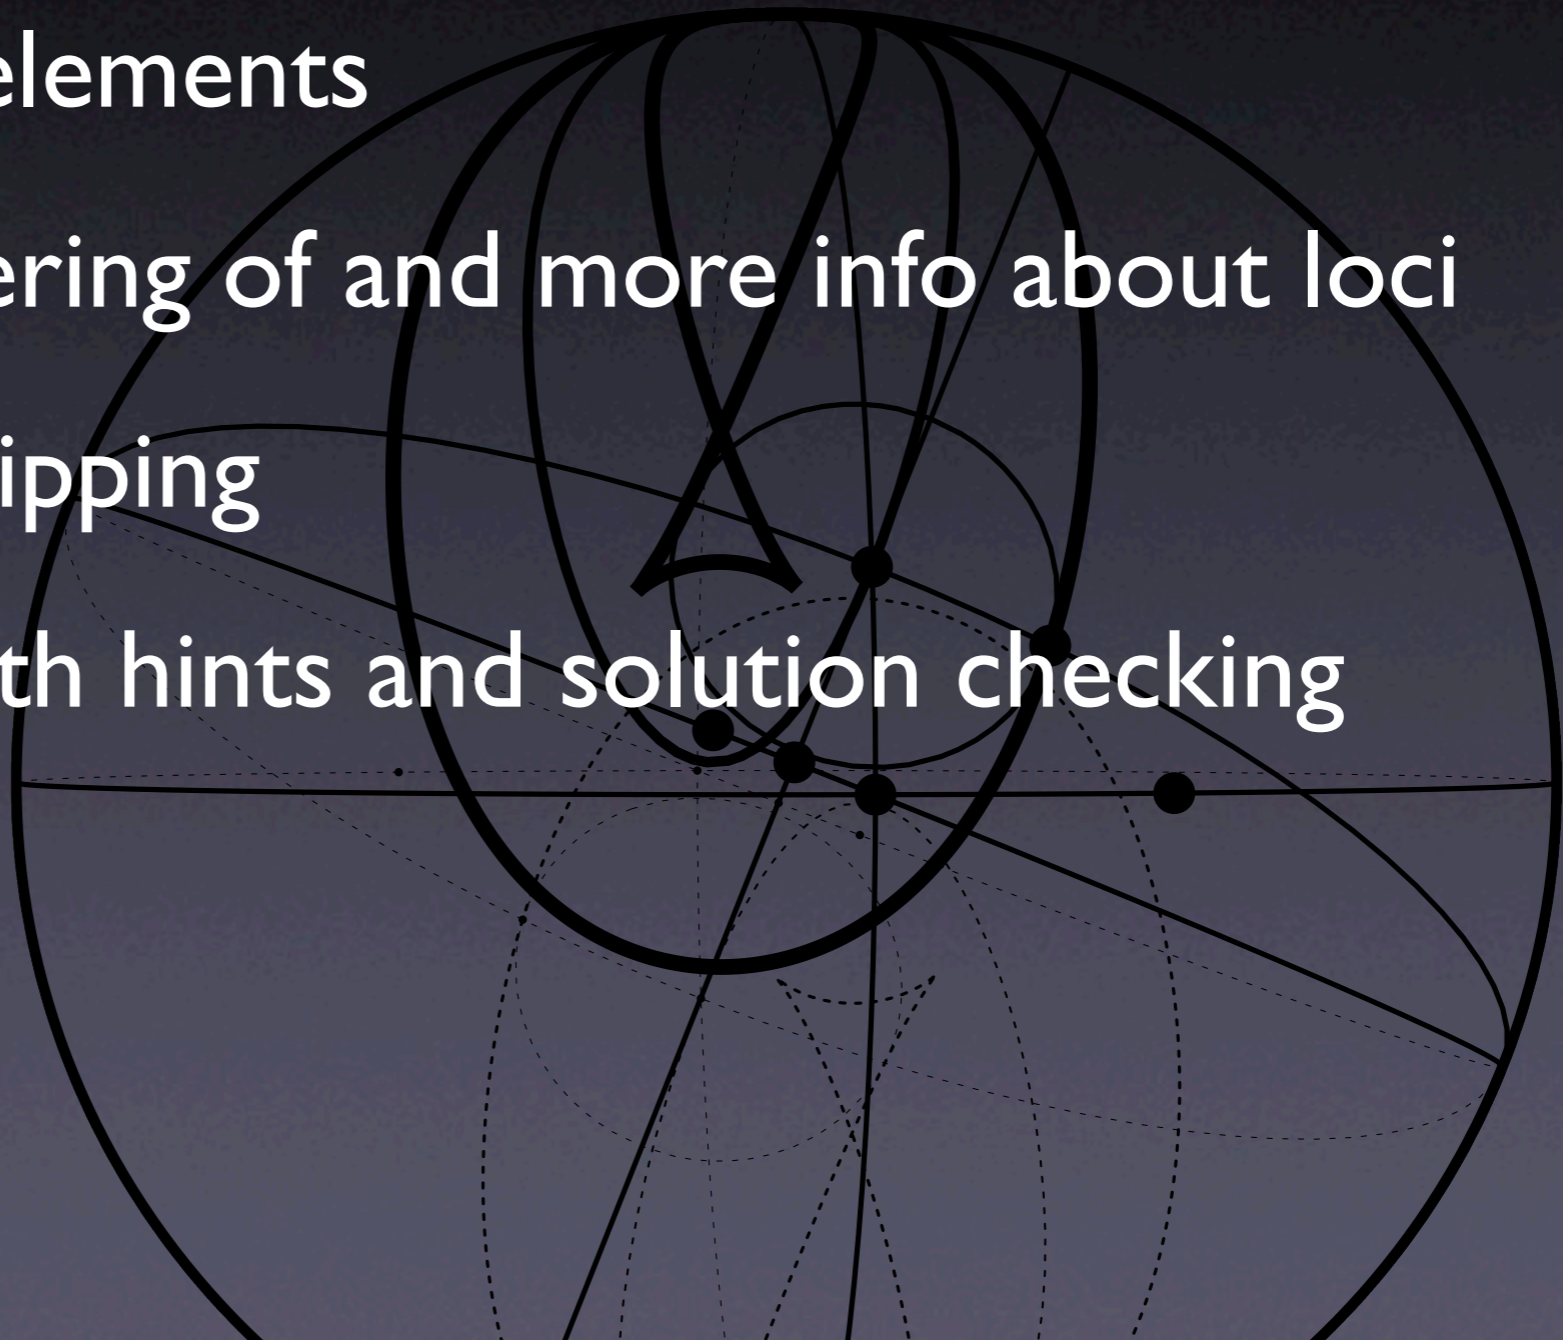 elements
ering of and more info about loci
ipping
th hints and solution checking